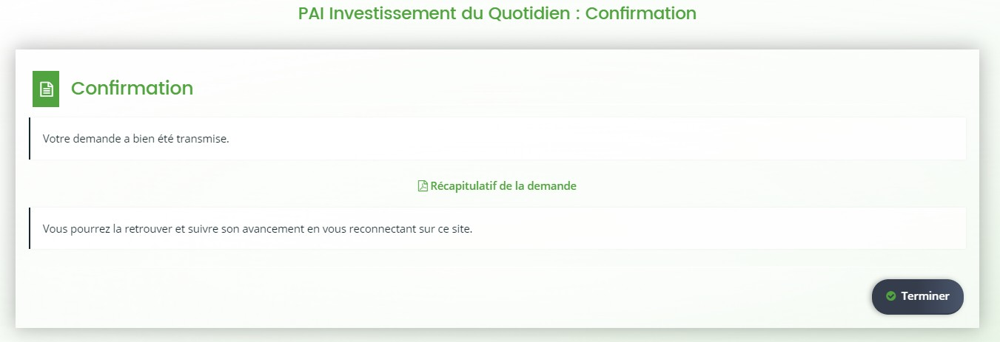 PAI Investissement du Quotidien : Confirmation
Confirmation
Votre demande a bien été transmise.
Récapitulatif de la demande
Vous pourrez la retrouver et suivre son avancement en vous reconnectant sur ce site.
Terminer